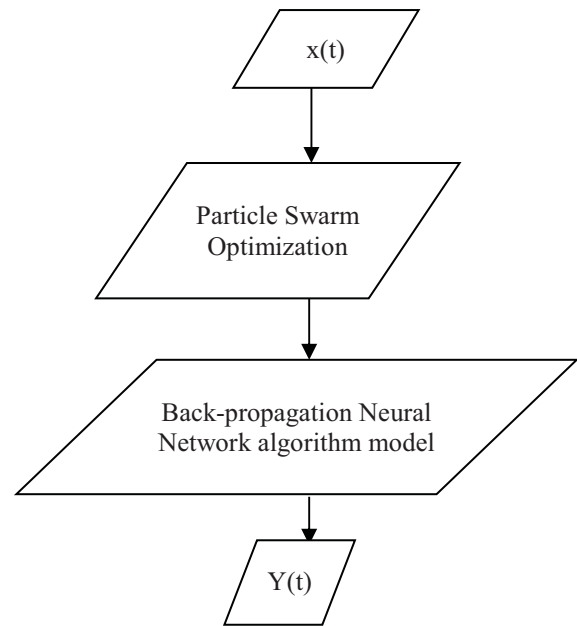 x(t)
Particle Swarm
Optimization
Back-propagation Neural
Network algorithm model
Y(t)